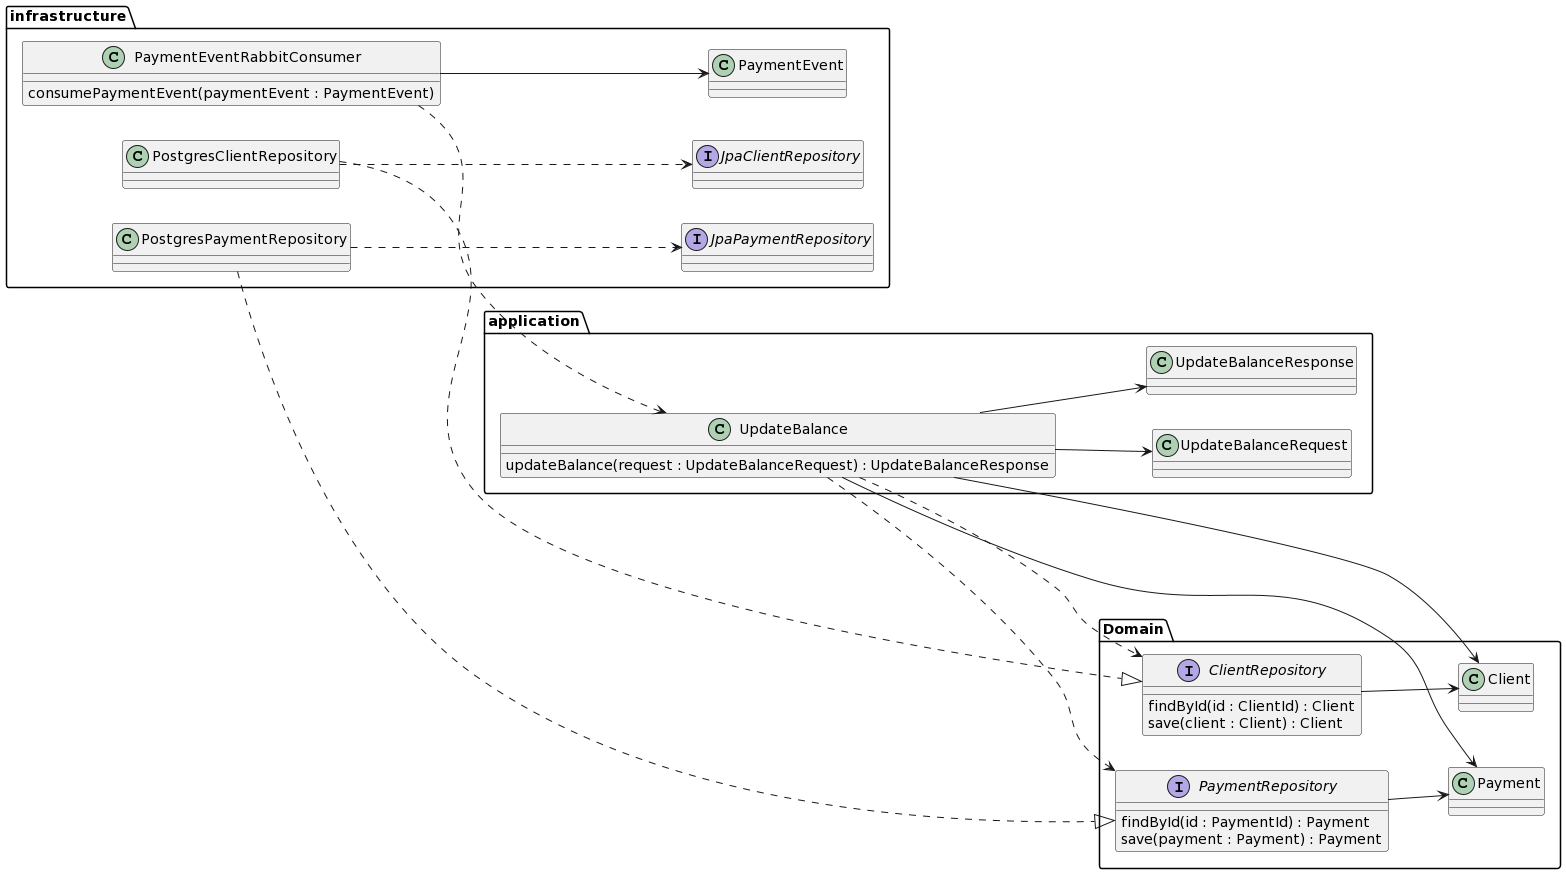 infrastructure
C PaymentEventRabbitConsumer
consumePaymentEvent(paymentEvent : PaymentEvent)
C PaymentEvent
C PostgresClientRepository
I JpaClientRepository
C PostgresPaymentRepository
I JpaPaymentRepository
application
C UpdateBalanceResponse
C UpdateBalance
updateBalance(request : UpdateBalanceRequest) : UpdateBalanceResponse
C UpdateBalanceRequest
Domain
I ClientRepository
findById(id : ClientId) : Client
save(client : Client) : Client
C Client
I PaymentRepository
findById(id : PaymentId) : Payment
save(payment : Payment) : Payment
C Payment